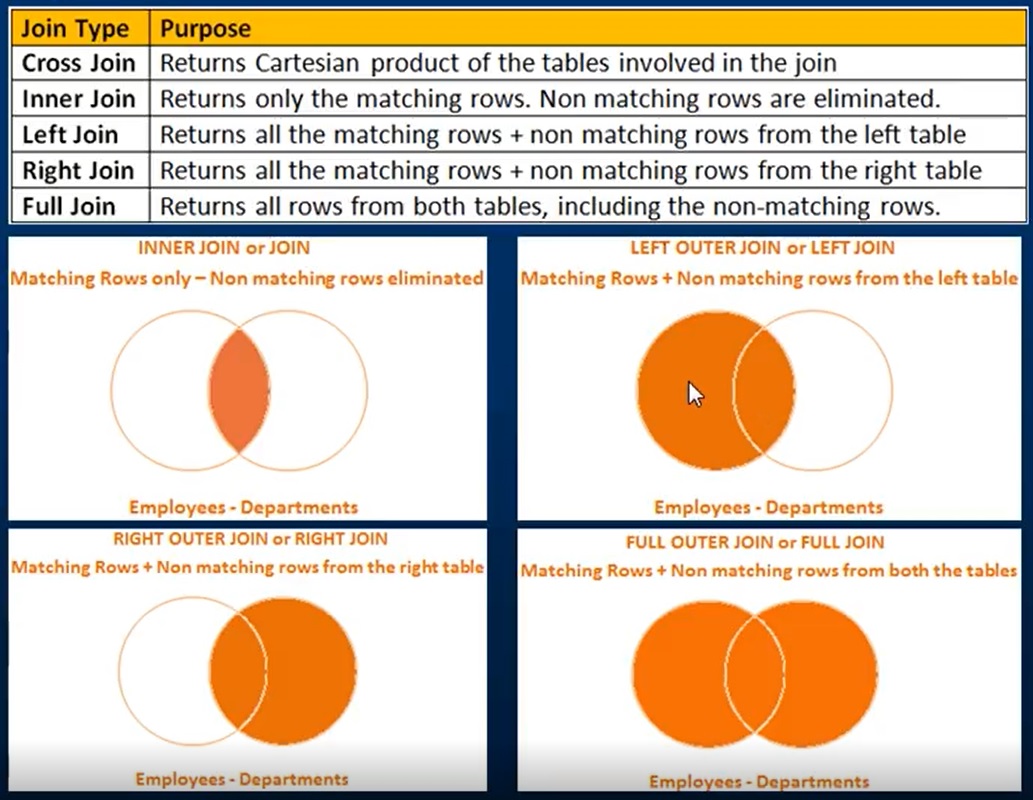 Join Type Purpose
Cross Join Returns Cartesian product of the tables involved in the join
Inner Join Returns only the matching rows. Non matching rows are eliminated.
Left Join Returns all the matching rows + non matching rows from the left table
Right Join Returns all the matching rows + non matching rows from the right table
Full Join Returns all rows from both tables, including the non-matching rows.
INNER JOIN or JOIN
Matching Rows only – Non matching rows eliminated
Employees - Departments
LEFT OUTER JOIN or LEFT JOIN
Matching Rows + Non matching rows from the left table
Employees - Departments
RIGHT OUTER JOIN or RIGHT JOIN
Matching Rows + Non matching rows from the right table
Employees - Departments
FULL OUTER JOIN or FULL JOIN
Matching Rows + Non matching rows from both the tables
Employees - Departments